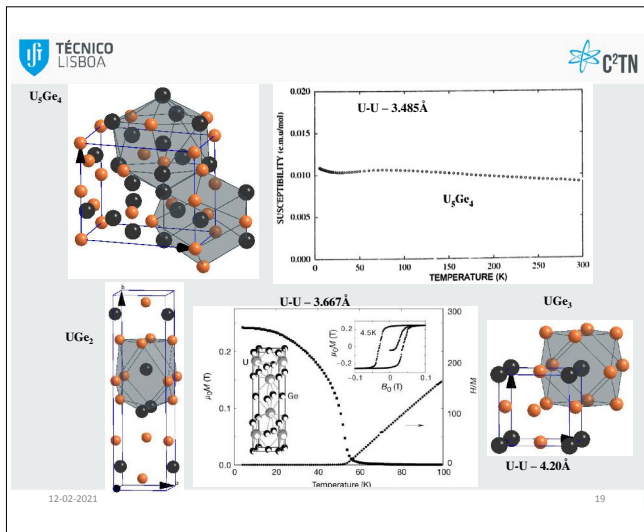 TÉCNICO
LISBOA
C²TN
U₅Ge₄
U-U – 3.485Å
SUSCEPTIBILITY (e.m.u/mol)
0.020
0.015
0.010
0.005
0.000
U₅Ge₄
0 50 100 150 200 250 300
TEMPERATURE (K)
UGe₂
b
a
U-U – 3.667Å
μ₀M (T)
0.2
0.1
0.0
U
Ge
4.5K
μ₀M (T)
0.2
0.0
-0.2
-0.1 0.0 0.1
B₀ (T)
300
200
100
0
H/M
0 20 40 60 80 100
Temperature (K)
UGe₃
U-U – 4.20Å
12-02-2021
19